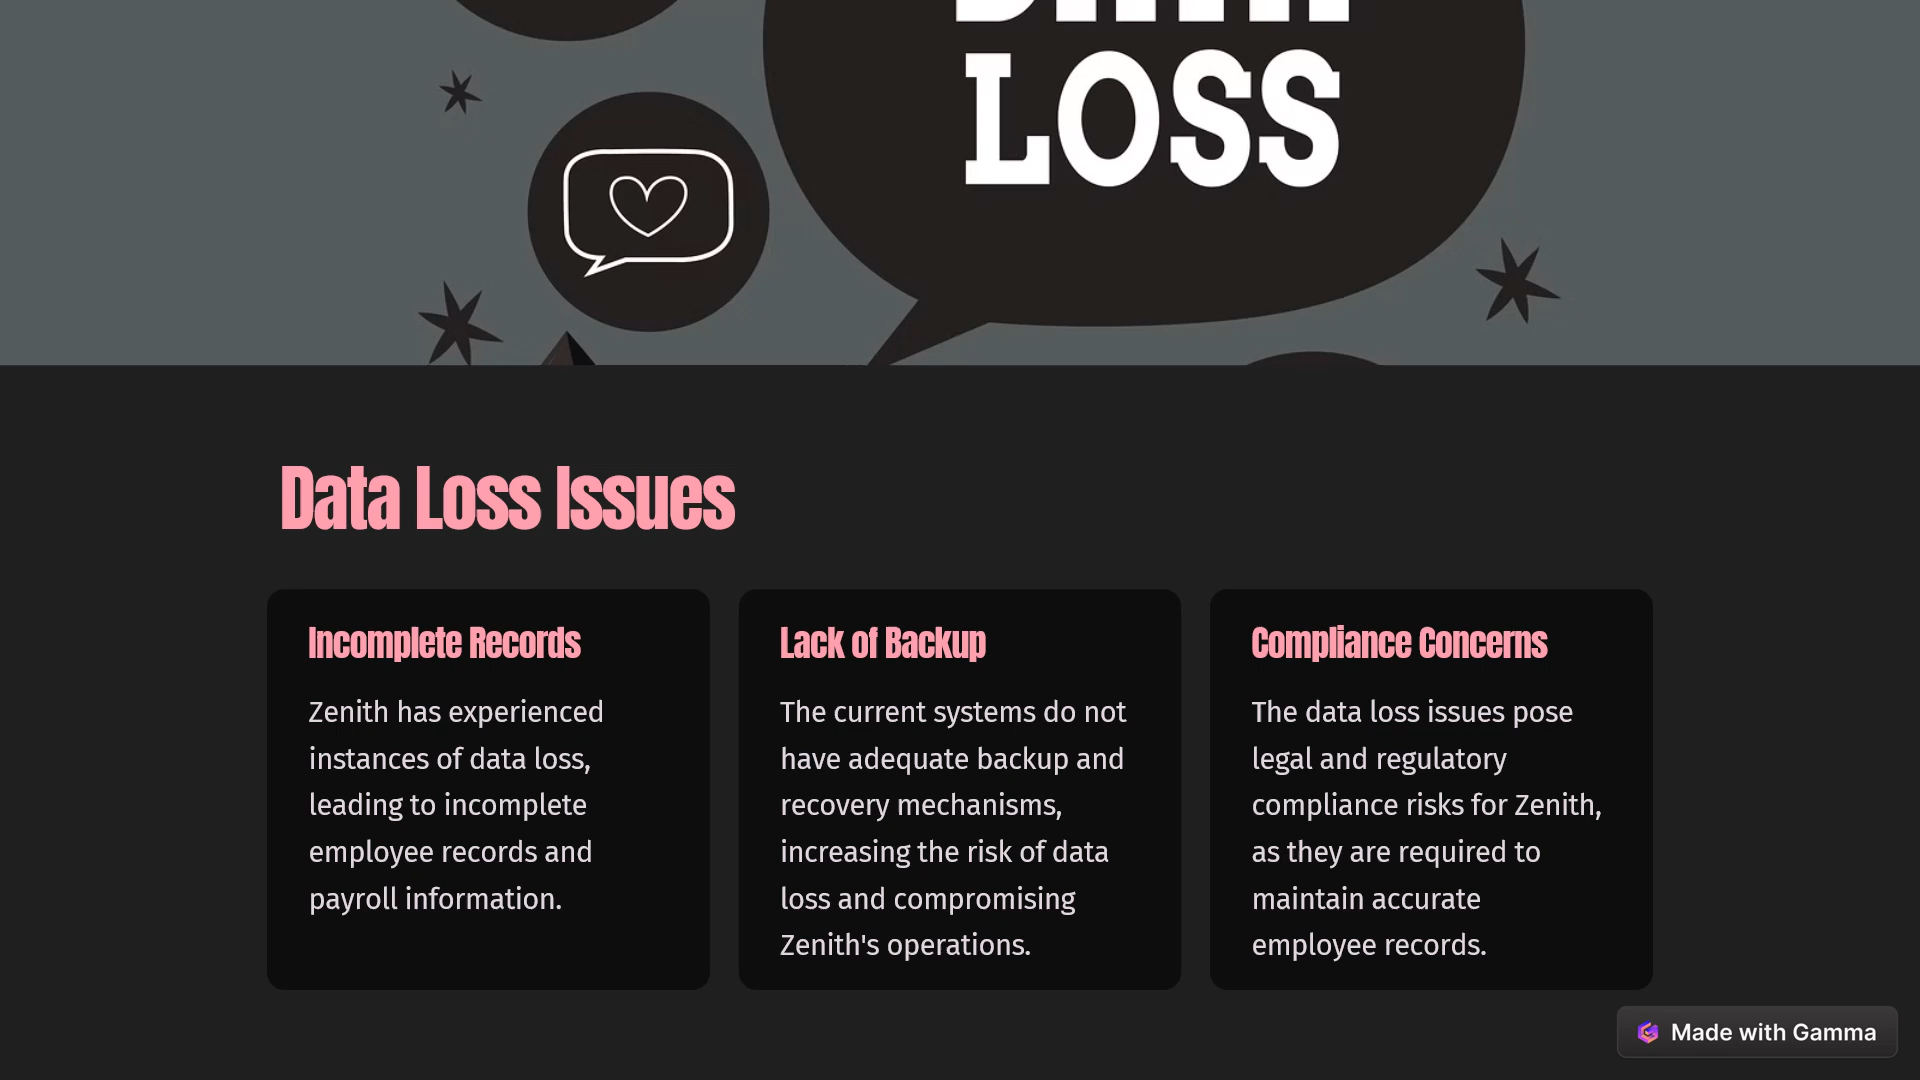 LOSS
Data Loss Issues
Incomplete Records
Zenith has experienced
instances of data loss,
leading to incomplete
employee records and
payroll information.
Lack of Backup
The current systems do not
have adequate backup and
recovery mechanisms,
increasing the risk of data
loss and compromising
Zenith's operations.
Compliance Concerns
The data loss issues pose
legal and regulatory
compliance risks for Zenith,
as they are required to
maintain accurate
employee records.
Made with Gamma